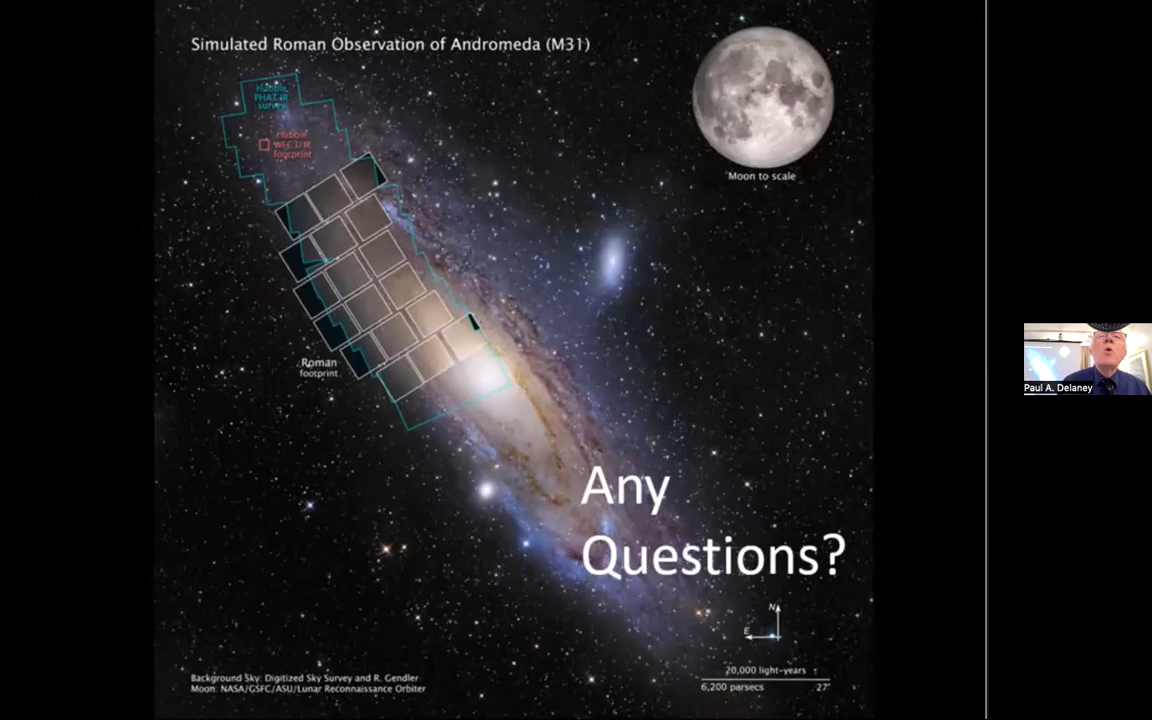 Simulated Roman Observation of Andromeda (M31)
Hubble
PHAT IR
survey
Hubble
WFC3/IR
footprint
Moon to scale
Roman
footprint
Paul A. Delaney
Any
Questions?
N
E
20,000 light-years
6,200 parsecs 27'
Background Sky: Digitized Sky Survey and R. Gendler
Moon: NASA/GSFC/ASU/Lunar Reconnaissance Orbiter